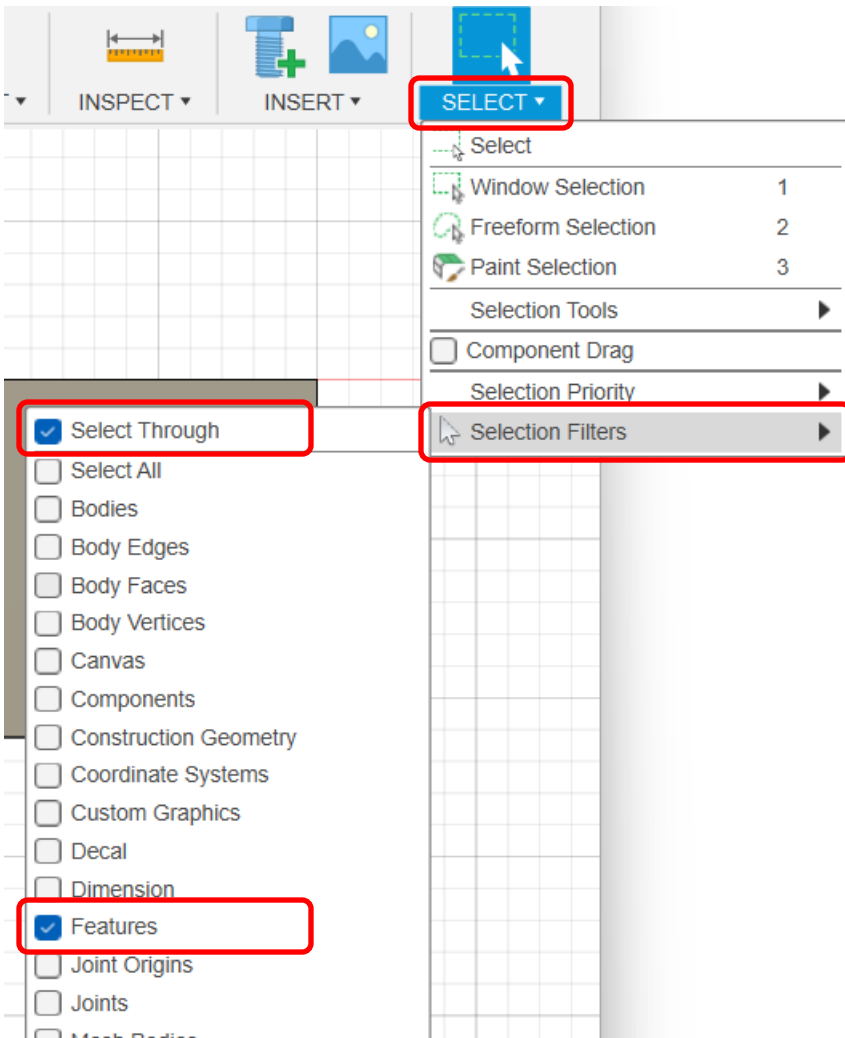 INSPECT
INSERT
SELECT
Select
Window Selection 1
Freeform Selection 2
Paint Selection 3
Selection Tools
Component Drag
Selection Priority
Selection Filters
Select Through
Select All
Bodies
Body Edges
Body Faces
Body Vertices
Canvas
Components
Construction Geometry
Coordinate Systems
Custom Graphics
Decal
Dimension
Features
Joint Origins
Joints
Mesh Bodies